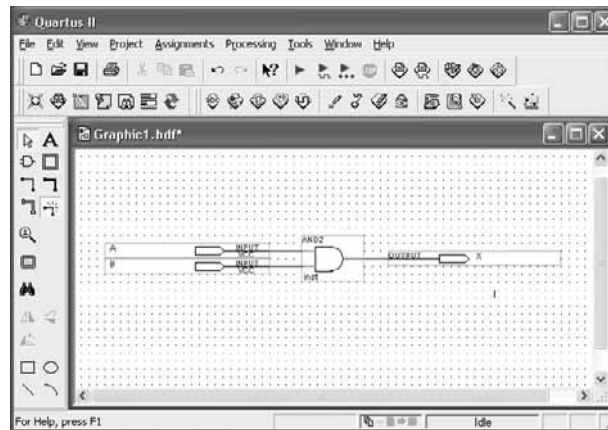 Quartus II
File Edit View Project Assignments Processing Tools Window Help
Graphic1.bdf*
A INPUT VCC
B INPUT VCC
AND2
inst
OUTPUT X
For Help, press F1
Idle